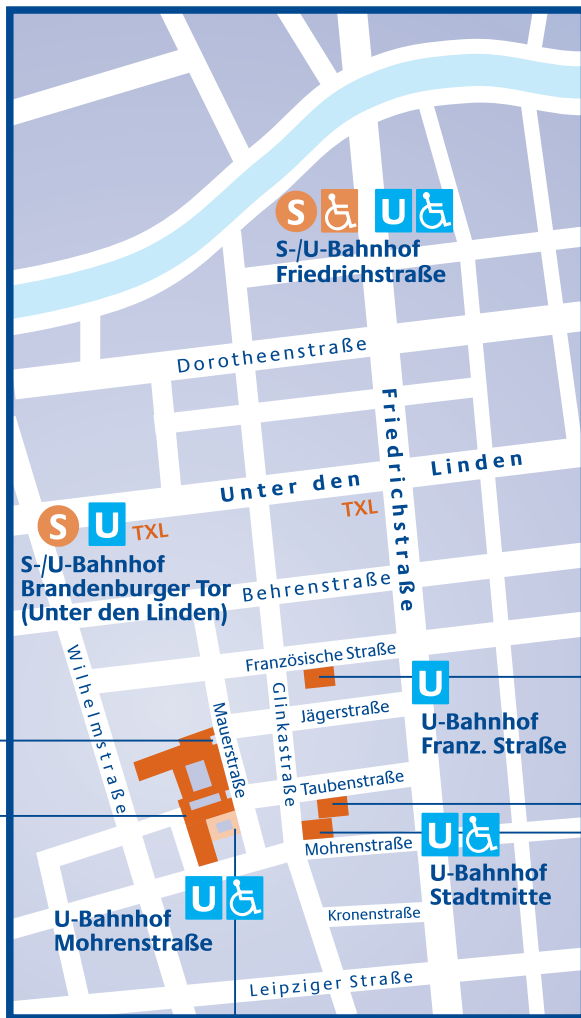 S U
S-/U-Bahnhof
Friedrichstraße
Dorotheenstraße
Friedrichstraße
Unter den Linden
TXL
S U TXL
S-/U-Bahnhof
Brandenburger Tor
(Unter den Linden)
Behrenstraße
Wilhelmstraße
Französische Straße
Glinkastraße
U
U-Bahnhof
Franz. Straße
Mauerstraße
Jägerstraße
Taubenstraße
Mohrenstraße
U
U-Bahnhof
Stadtmitte
U
U-Bahnhof
Mohrenstraße
Kronenstraße
Leipziger Straße